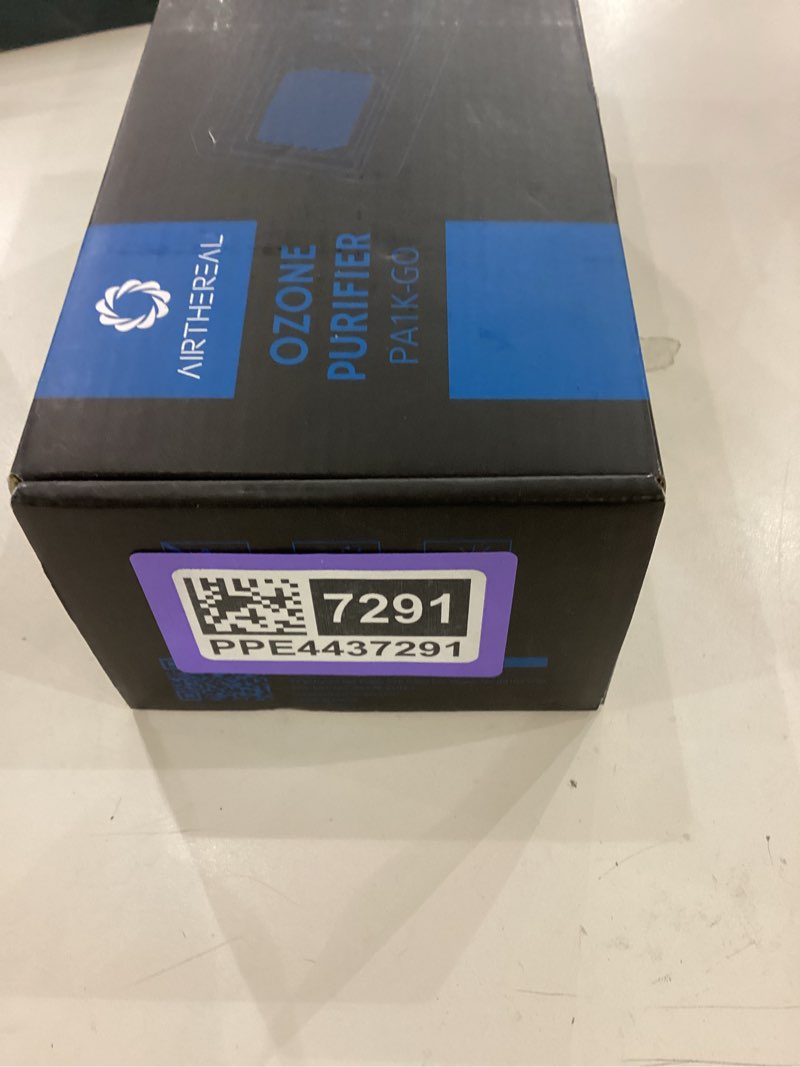 AIRTHEREAL
OZONE
PURIFIER
PA1K-GO
7291
PPE4437291